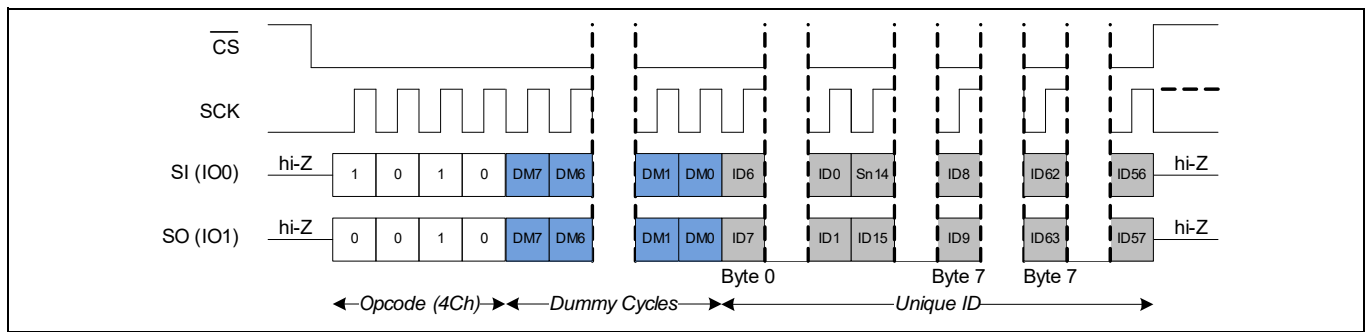 CS
SCK
SI (IO0) hi-Z 1 0 1 0 DM7 DM6 DM1 DM0 ID6 ID0 Sn14 ID8 ID62 ID56 hi-Z
SO (IO1) hi-Z 0 0 1 0 DM7 DM6 DM1 DM0 ID7 ID1 ID15 ID9 ID63 ID57 hi-Z
Byte 0 Byte 7 Byte 7
Opcode (4Ch) Dummy Cycles Unique ID